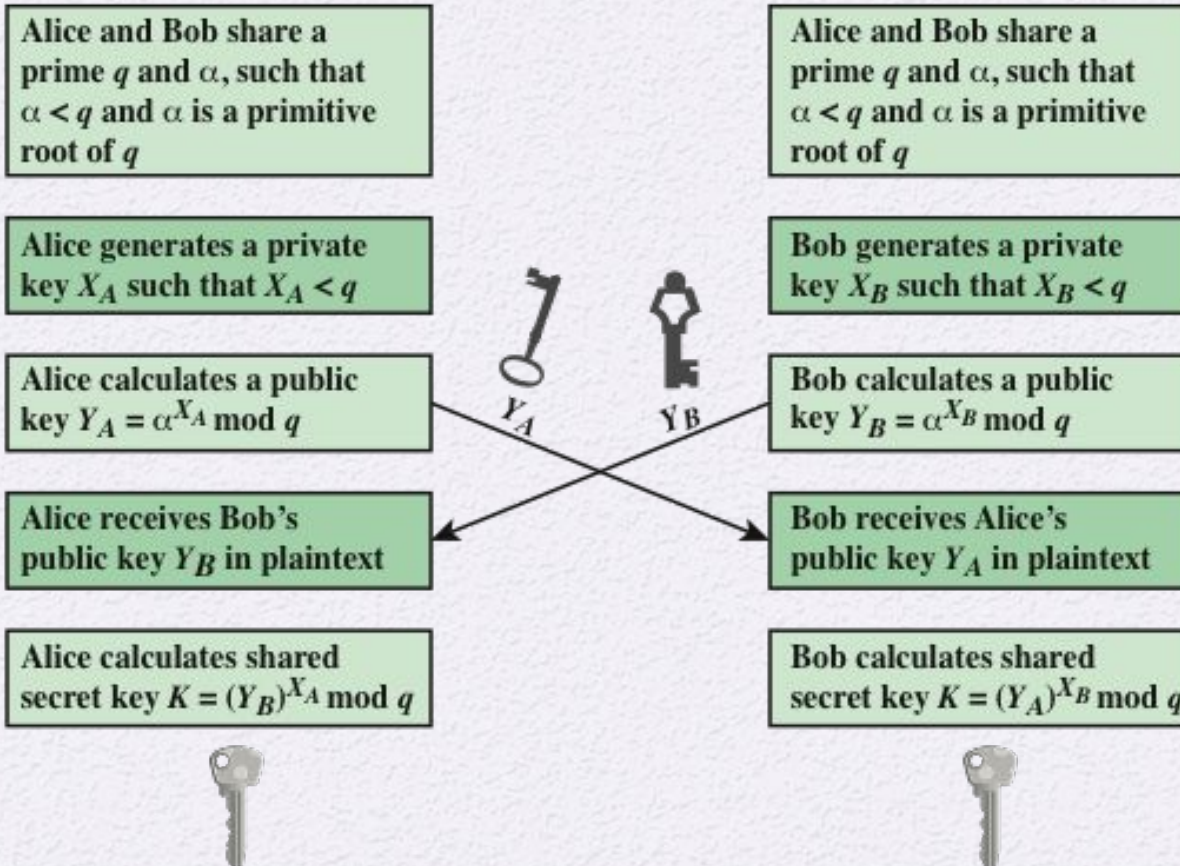 Alice and Bob share a
prime q and α, such that
α < q and α is a primitive
root of q
Alice generates a private
key X_A such that X_A < q
Alice calculates a public
key Y_A = α^{X_A} mod q
Alice receives Bob's
public key Y_B in plaintext
Alice calculates shared
secret key K = (Y_B)^{X_A} mod q
Y_A
Y_B
Alice and Bob share a
prime q and α, such that
α < q and α is a primitive
root of q
Bob generates a private
key X_B such that X_B < q
Bob calculates a public
key Y_B = α^{X_B} mod q
Bob receives Alice's
public key Y_A in plaintext
Bob calculates shared
secret key K = (Y_A)^{X_B} mod q